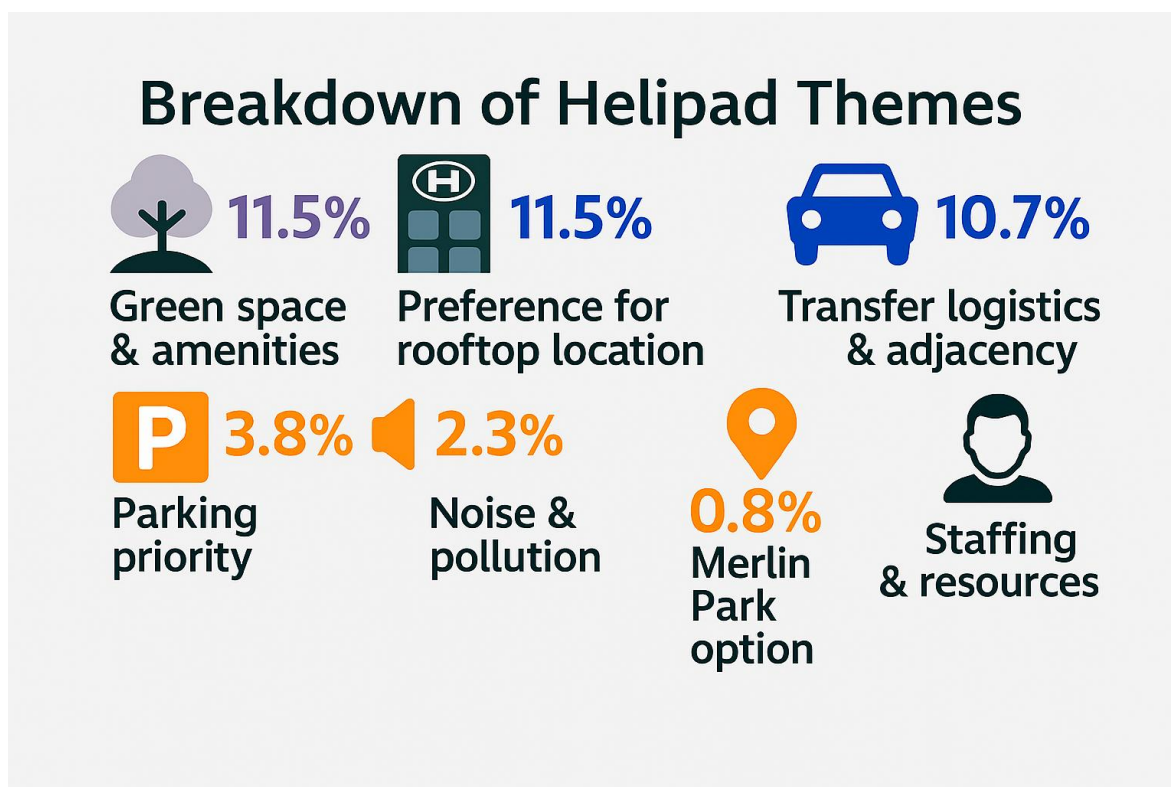 Breakdown of Helipad Themes
H
11.5%
Green space
& amenities
11.5%
Preference for
rooftop location
10.7%
Transfer logistics
& adjacency
P
3.8%
Parking
priority
2.3%
Noise &
pollution
0.8%
Merlin
Park
option
Staffing
& resources